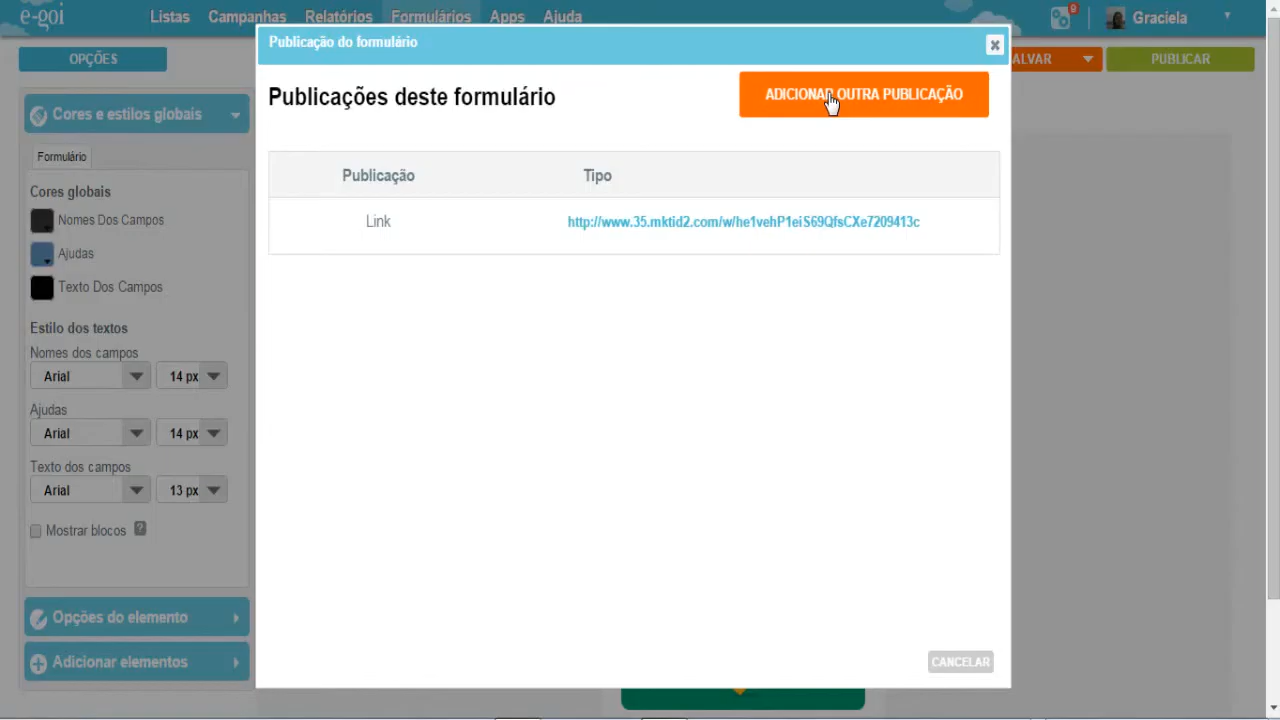 e-goi
Listas Campanhas Relatórios Formulários Apps Ajuda
9
Graciela
OPÇÕES
ALVAR
PUBLICAR
Publicação do formulário
Publicações deste formulário
ADICIONAR OUTRA PUBLICAÇÃO
Publicação Tipo
Link http://www.35.mktid2.com/w/he1vehP1eiS69QfsCXe7209413c
CANCELAR
Cores e estilos globais
Formulário
Cores globais
Nomes Dos Campos
Ajudas
Texto Dos Campos
Estilo dos textos
Nomes dos campos
Arial 14 px
Ajudas
Arial 14 px
Texto dos campos
Arial 13 px
Mostrar blocos ?
Opções do elemento
Adicionar elementos